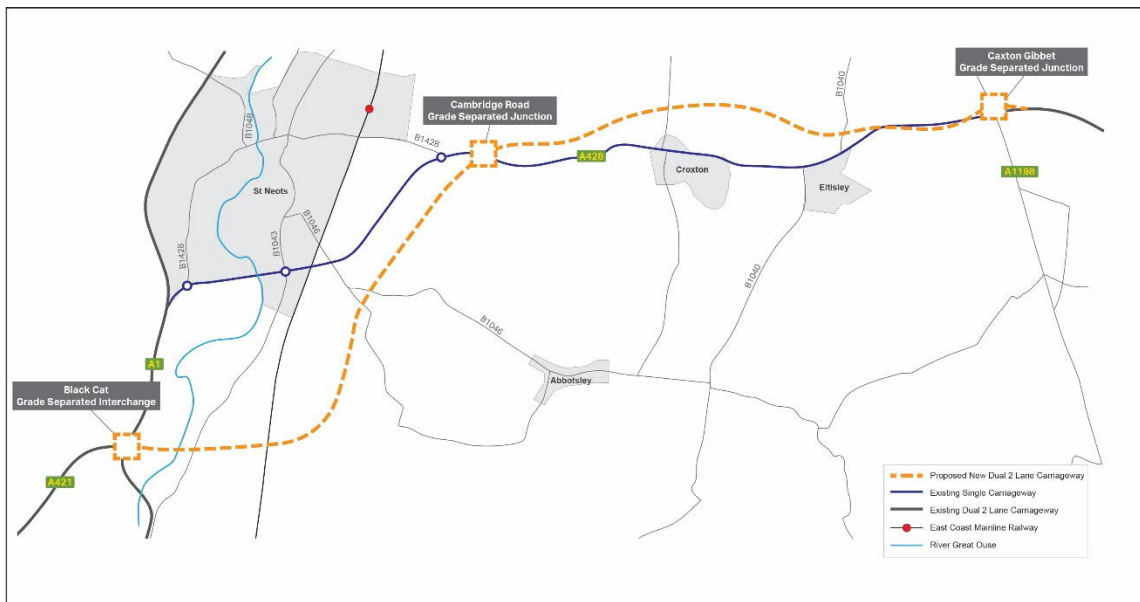 Caxton Gibbet
Grade Separated Junction
Cambridge Road
Grade Separated Junction
B1040
B1048
B1428
A428
Croxton
Eltisley
A1198
St Neots
B1046
B1043
B1428
B1040
B1046
A1
Abbotsley
Black Cat
Grade Separated Interchange
A421
Proposed New Dual 2 Lane Carriageway
Existing Single Carriageway
Existing Dual 2 Lane Carriageway
East Coast Mainline Railway
River Great Ouse